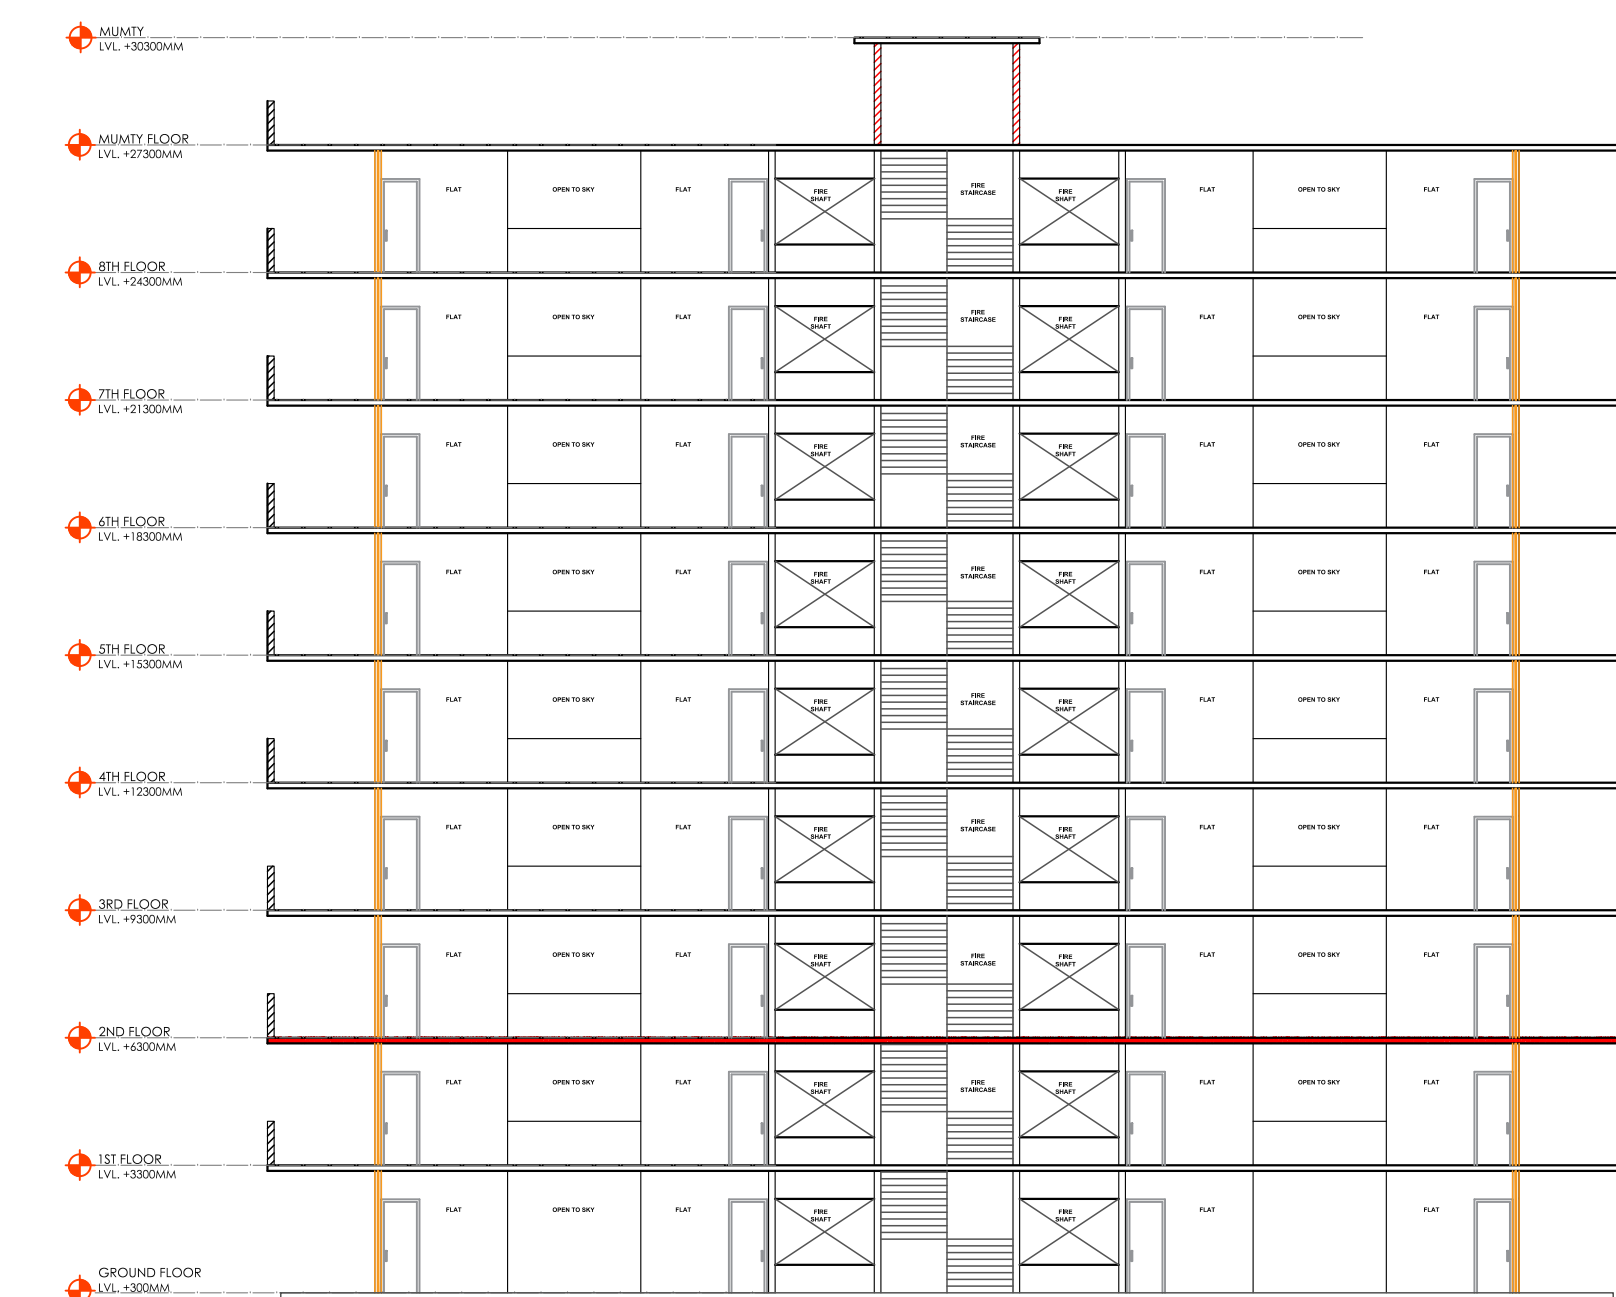 MUMTY
LVL. +30300MM
MUMTY FLOOR
LVL. +27300MM
FLAT
OPEN TO SKY
FLAT
FIRE
SHAFT
FIRE
STAIRCASE
FIRE
SHAFT
FLAT
OPEN TO SKY
FLAT
8TH FLOOR
LVL. +24300MM
FLAT
OPEN TO SKY
FLAT
FIRE
SHAFT
FIRE
STAIRCASE
FIRE
SHAFT
FLAT
OPEN TO SKY
FLAT
7TH FLOOR
LVL. +21300MM
FLAT
OPEN TO SKY
FLAT
FIRE
SHAFT
FIRE
STAIRCASE
FIRE
SHAFT
FLAT
OPEN TO SKY
FLAT
6TH FLOOR
LVL. +18300MM
FLAT
OPEN TO SKY
FLAT
FIRE
SHAFT
FIRE
STAIRCASE
FIRE
SHAFT
FLAT
OPEN TO SKY
FLAT
5TH FLOOR
LVL. +15300MM
FLAT
OPEN TO SKY
FLAT
FIRE
SHAFT
FIRE
STAIRCASE
FIRE
SHAFT
FLAT
OPEN TO SKY
FLAT
4TH FLOOR
LVL. +12300MM
FLAT
OPEN TO SKY
FLAT
FIRE
SHAFT
FIRE
STAIRCASE
FIRE
SHAFT
FLAT
OPEN TO SKY
FLAT
3RD FLOOR
LVL. +9300MM
FLAT
OPEN TO SKY
FLAT
FIRE
SHAFT
FIRE
STAIRCASE
FIRE
SHAFT
FLAT
OPEN TO SKY
FLAT
2ND FLOOR
LVL. +6300MM
FLAT
OPEN TO SKY
FLAT
FIRE
SHAFT
FIRE
STAIRCASE
FIRE
SHAFT
FLAT
OPEN TO SKY
FLAT
1ST FLOOR
LVL. +3300MM
FLAT
OPEN TO SKY
FLAT
FIRE
SHAFT
FIRE
SHAFT
FLAT
FLAT
GROUND FLOOR
LVL. +300MM